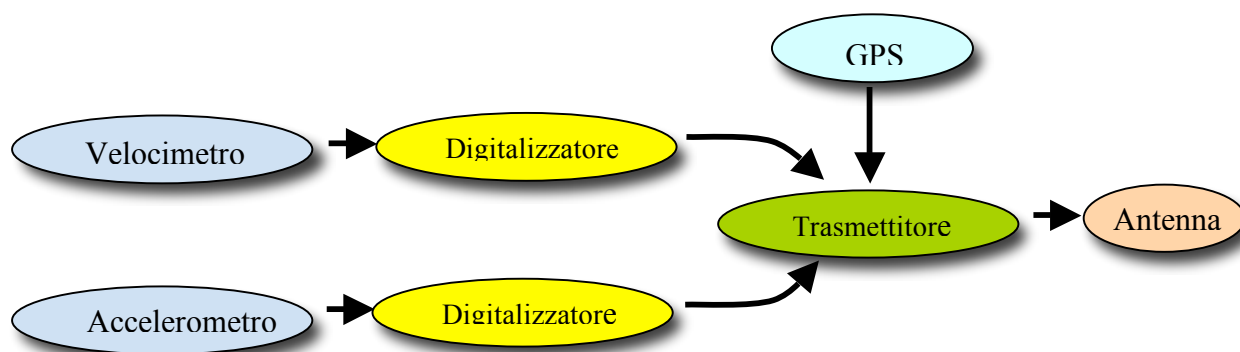 GPS
Velocimetro
Digitalizzatore
Trasmettitore
Antenna
Accelerometro
Digitalizzatore